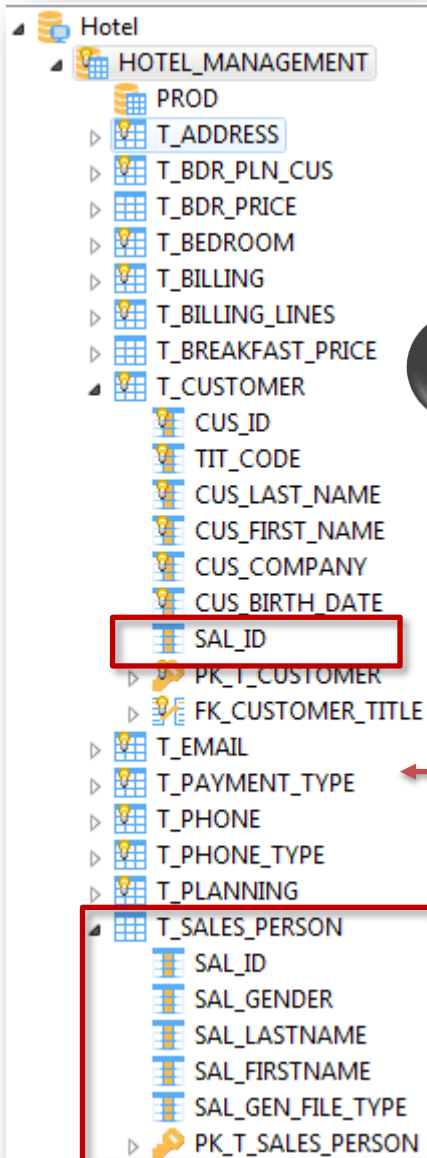 Hotel
HOTEL_MANAGEMENT
PROD
T_ADDRESS
T_BDR_PLN_CUS
T_BDR_PRICE
T_BEDROOM
T_BILLING
T_BILLING_LINES
T_BREAKFAST_PRICE
T_CUSTOMER
CUS_ID
TIT_CODE
CUS_LAST_NAME
CUS_FIRST_NAME
CUS_COMPANY
CUS_BIRTH_DATE
SAL_ID
PK_T_CUSTOMER
FK_CUSTOMER_TITLE
T_EMAIL
T_PAYMENT_TYPE
T_PHONE
T_PHONE_TYPE
T_PLANNING
T_SALES_PERSON
SAL_ID
SAL_GENDER
SAL_LASTNAME
SAL_FIRSTNAME
SAL_GEN_FILE_TYPE
PK_T_SALES_PERSON